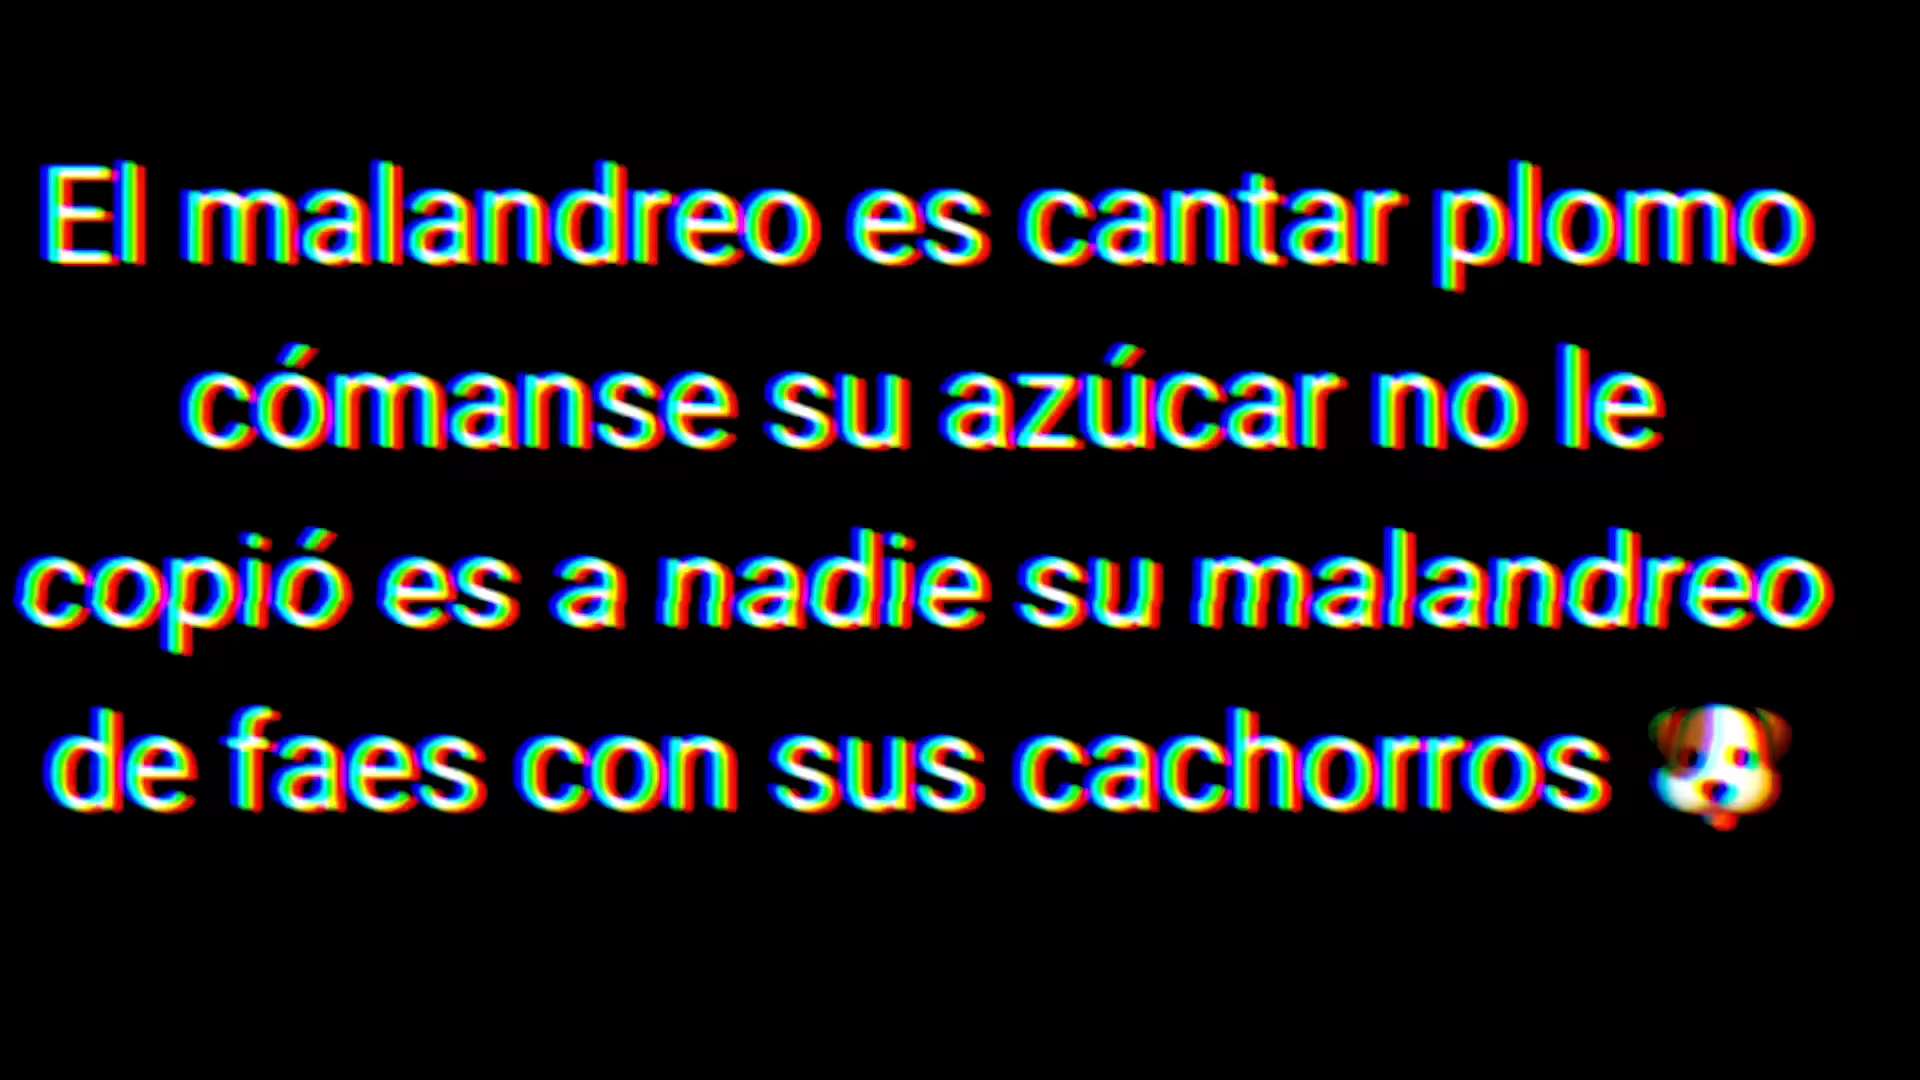 El malandreo es cantar plomo
cómanse su azúcar no le
copió es a nadie su malandreo
de faes con sus cachorros 🐶